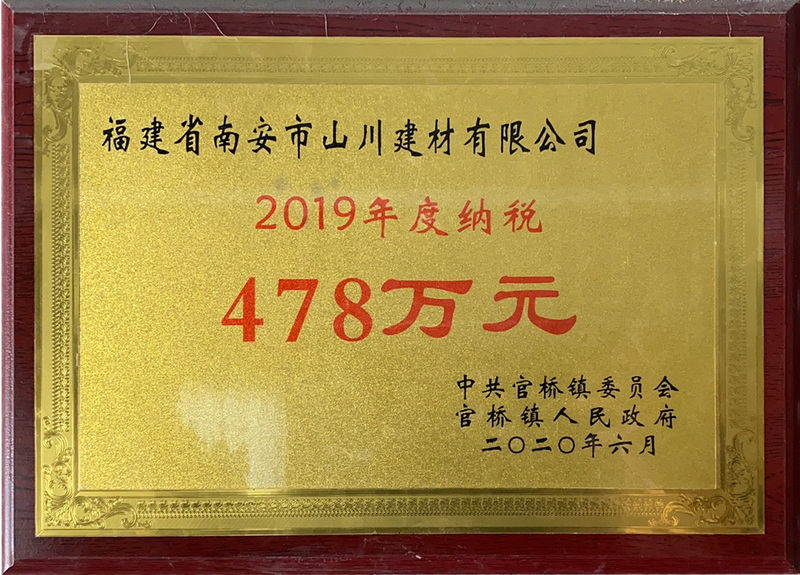 福建省南安市山川建材有限公司
2019年度纳税
478万元
中共官桥镇委员会
官桥镇人民政府
二〇二〇年六月